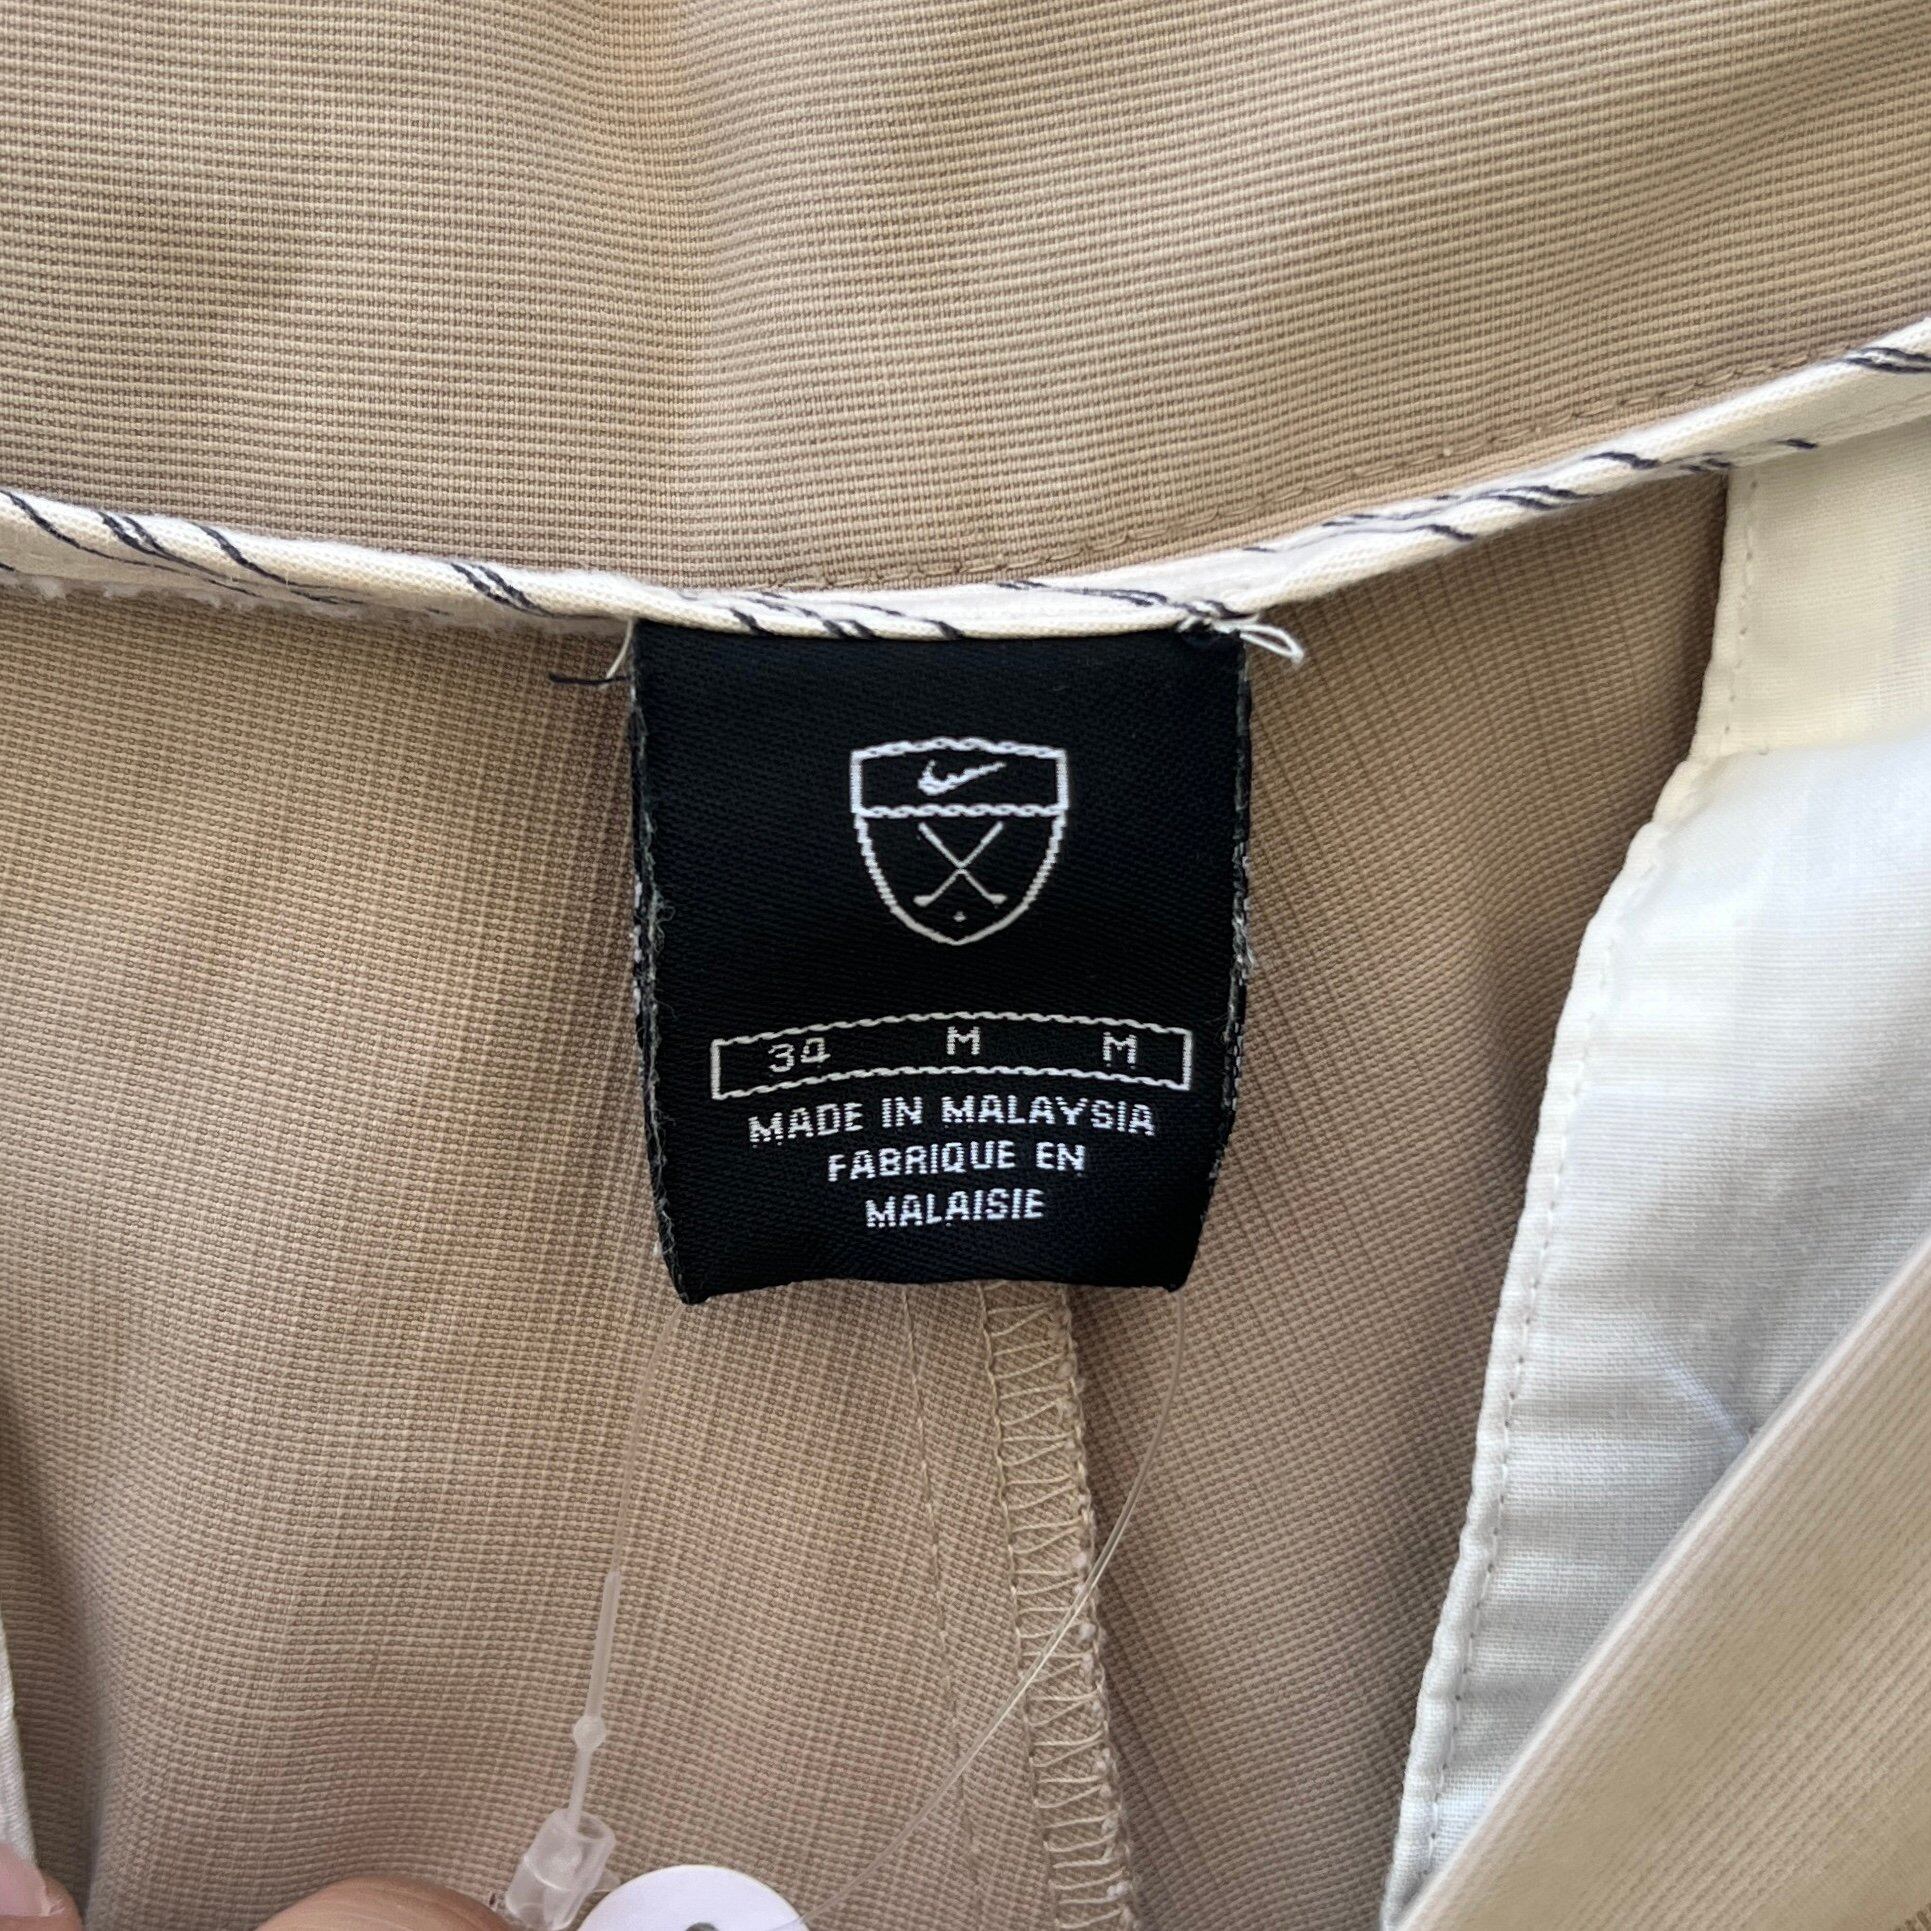 34 M M
MADE IN MALAYSIA
FABRIQUE EN
MALAISIE